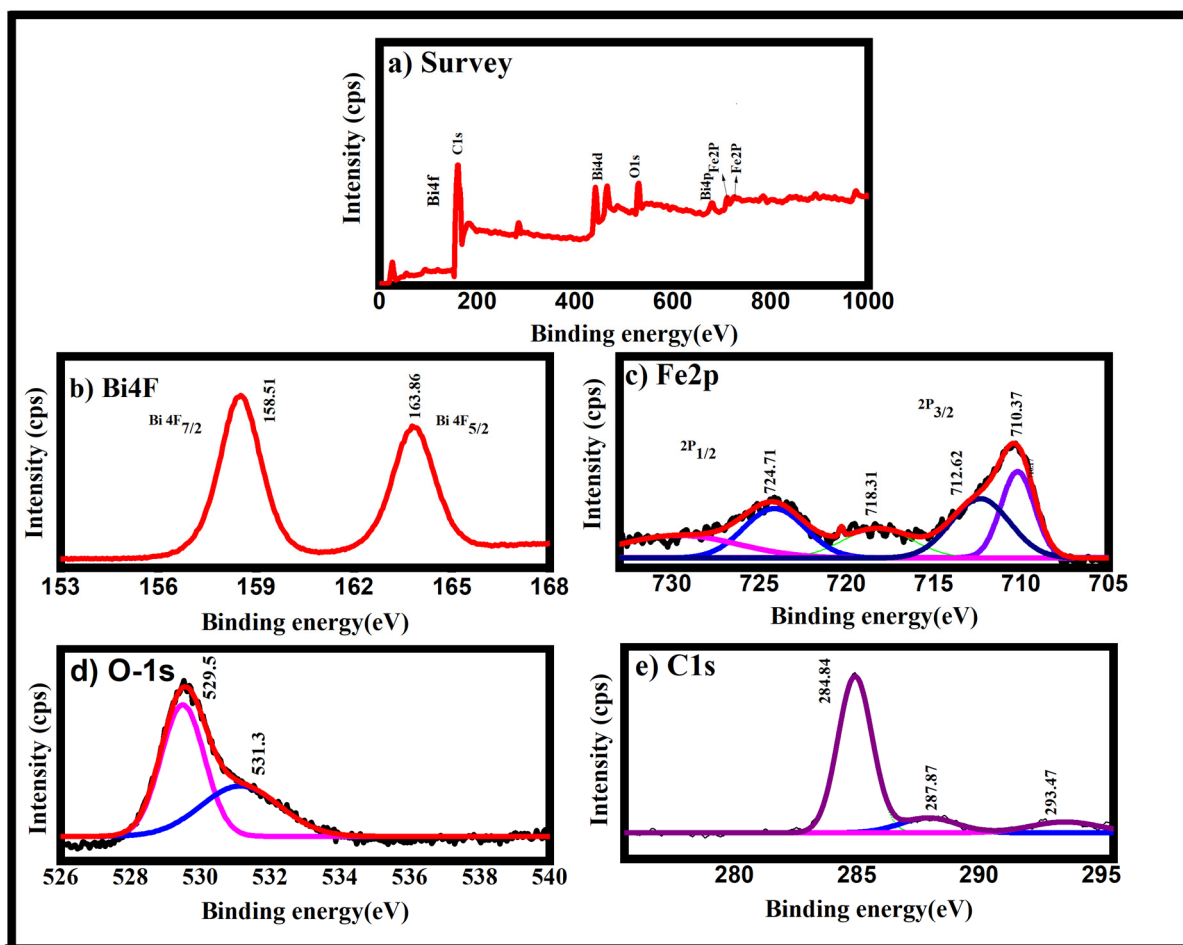 a) Survey
Intensity (cps)
Bi4f
C1s
Bi4d
O1s
Bi4p
Fe2P
Fe2P
0 200 400 600 800 1000
Binding energy(eV)
b) Bi4F
Intensity (cps)
Bi 4F7/2
158.51
163.86
Bi 4F5/2
153 156 159 162 165 168
Binding energy(eV)
c) Fe2p
Intensity (cps)
2P1/2
724.71
718.31
712.62
2P3/2
710.37
730 725 720 715 710 705
Binding energy(eV)
d) O-1s
Intensity (cps)
529.5
531.3
526 528 530 532 534 536 538 540
Binding energy(eV)
e) C1s
Intensity (cps)
284.84
287.87
293.47
280 285 290 295
Binding energy(eV)